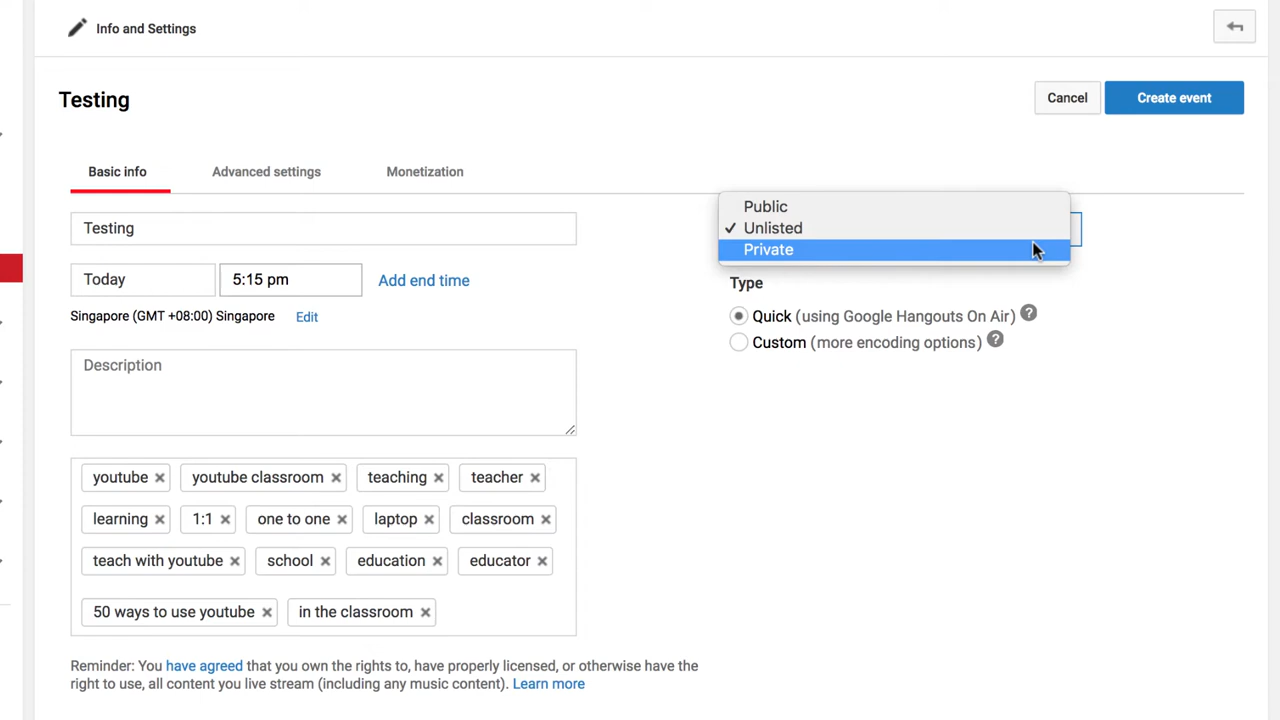 Info and Settings
Testing
Cancel
Create event
Basic info
Advanced settings
Monetization
Testing
Public
✓ Unlisted
Private
Today
5:15 pm
Add end time
Singapore (GMT +08:00) Singapore
Edit
Type
Quick (using Google Hangouts On Air) ?
Custom (more encoding options) ?
Description
youtube × youtube classroom × teaching × teacher ×
learning × 1:1 × one to one × laptop × classroom ×
teach with youtube × school × education × educator ×
50 ways to use youtube × in the classroom ×
Reminder: You have agreed that you own the rights to, have properly licensed, or otherwise have the
right to use, all content you live stream (including any music content). Learn more